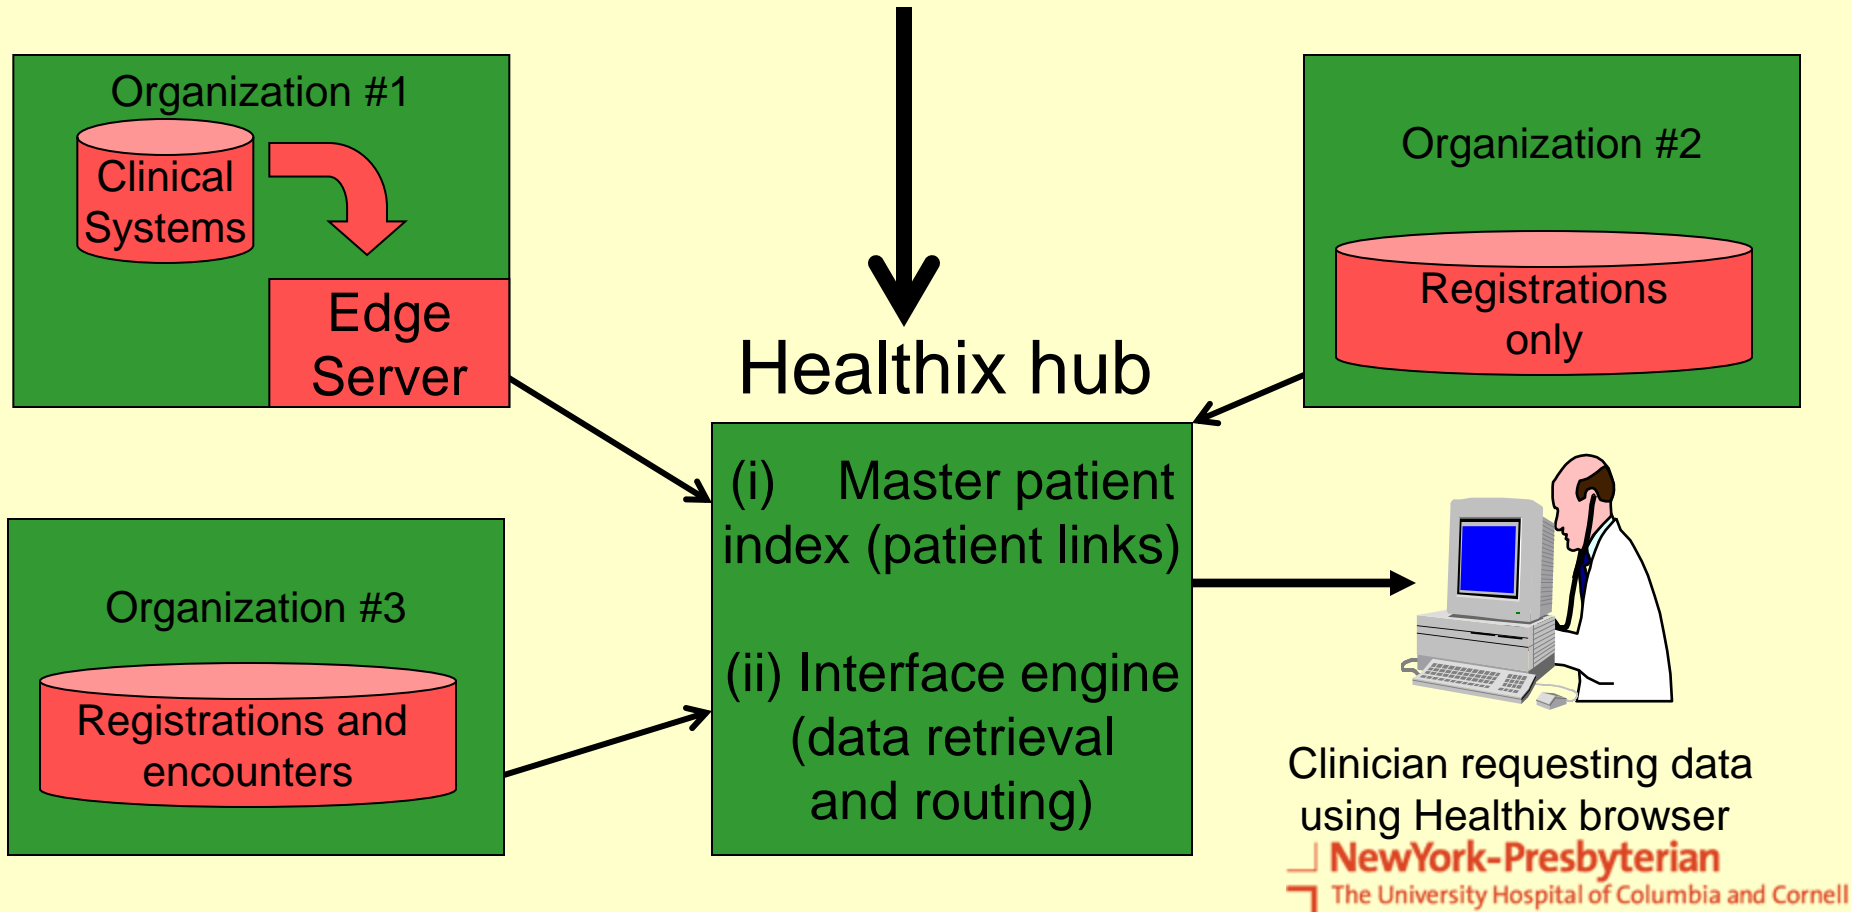 Organization #1
Clinical
Systems
Edge
Server
Organization #2
Registrations
only
Healthix hub
(i) Master patient
index (patient links)
(ii) Interface engine
(data retrieval
and routing)
Organization #3
Registrations and
encounters
Clinician requesting data
using Healthix browser
NewYork-Presbyterian
The University Hospital of Columbia and Cornell